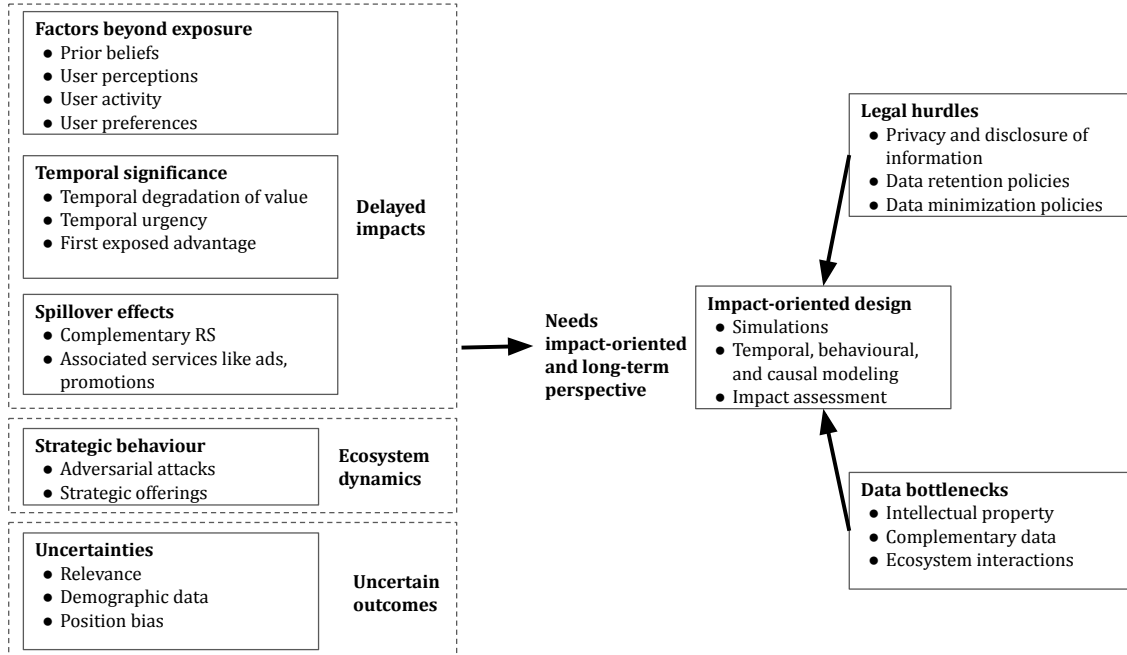 Factors beyond exposure
● Prior beliefs
● User perceptions
● User activity
● User preferences
Temporal significance
● Temporal degradation of value
● Temporal urgency
● First exposed advantage
Spillover effects
● Complementary RS
● Associated services like ads,
promotions
Delayed
impacts
Strategic behaviour
● Adversarial attacks
● Strategic offerings
Ecosystem
dynamics
Uncertainties
● Relevance
● Demographic data
● Position bias
Uncertain
outcomes
Needs
impact-oriented
and long-term
perspective
Legal hurdles
● Privacy and disclosure of
information
● Data retention policies
● Data minimization policies
Impact-oriented design
● Simulations
● Temporal, behavioural,
and causal modeling
● Impact assessment
Data bottlenecks
● Intellectual property
● Complementary data
● Ecosystem interactions